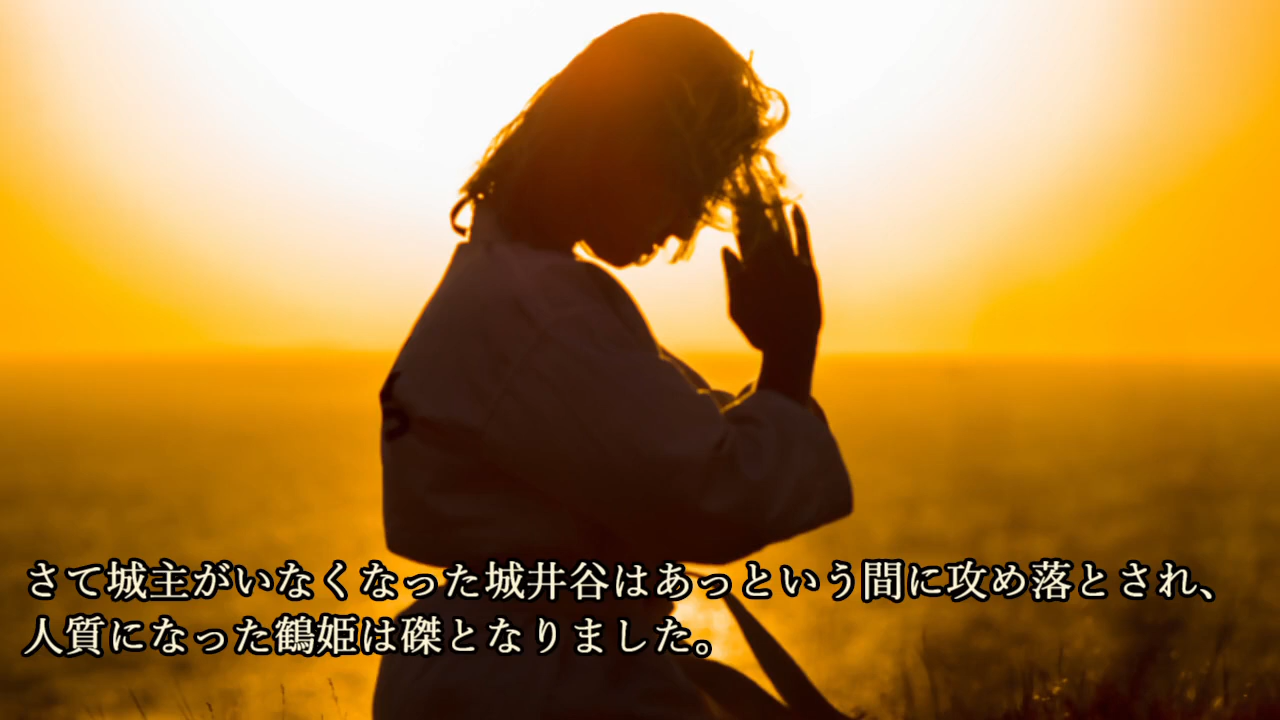 さて城主がいなくなった城井谷はあっという間に攻め落とされ、
人質になった鶴姫は磔となりました。